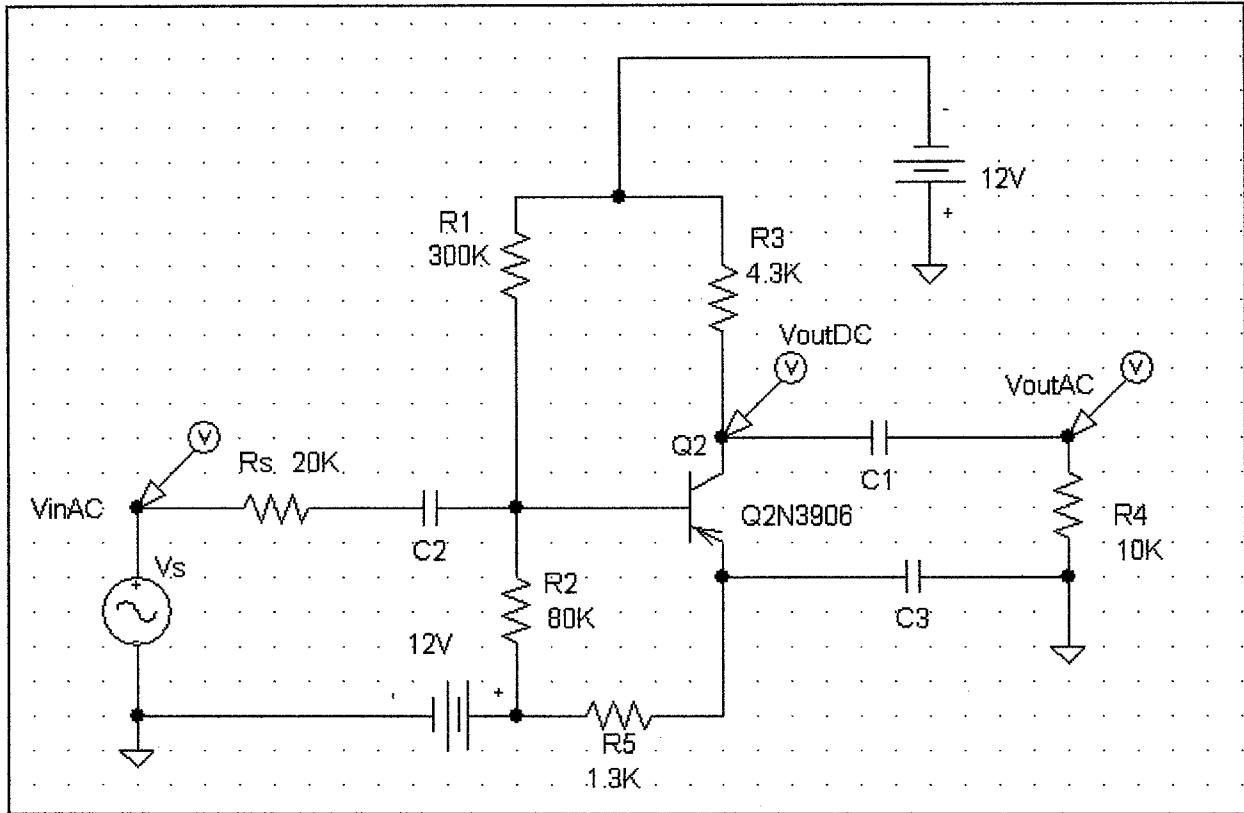 -
12V
+
R1
300K
R3
4.3K
VoutDC
V
V
VoutAC
V
Rs 20K
Q2
C1
VinAC
C2
Q2N3906
R4
10K
Vs
+
-
R2
80K
C3
12V
-
+
R5
1.3K